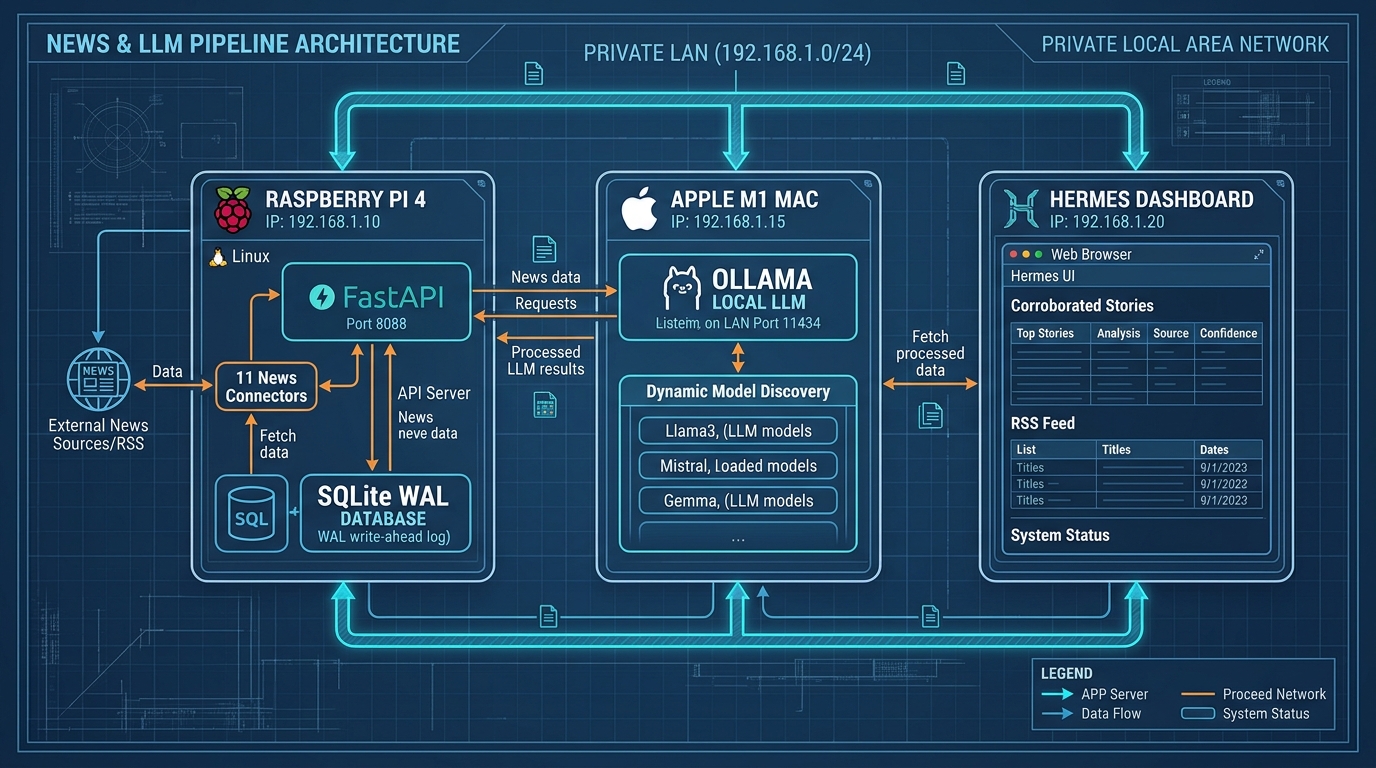 NEWS & LLM PIPELINE ARCHITECTURE
PRIVATE LAN (192.168.1.0/24)
PRIVATE LOCAL AREA NETWORK
LEGEND
RASPBERRY PI 4
IP: 192.168.1.10
Linux
FastAPI
Port 8088
11 News
Connectors
Data
NEWS
External News
Sources/RSS
Fetch
data
API Server
News
neve data
SQL
SQLite WAL
DATABASE
WAL write-ahead log)
News data
Requests
Processed
LLM results
APPLE M1 MAC
IP: 192.168.1.15
OLLAMA
LOCAL LLM
on LAN Port 11434
Dynamic Model Discovery
Llama3, (LLM models
Mistral, Loaded models
Gemma, (LLM models
...
Fetch
processed
data
HERMES DASHBOARD
IP: 192.168.1.20
Web Browser
Hermes UI
Corroborated Stories
Top Stories Analysis Source Confidence
RSS Feed
List Titles Dates
Titles 9/1/2023
Titles 9/1/2022
Titles 9/1/2023
System Status
LEGEND
APP Server Proceed Network
Data Flow System Status